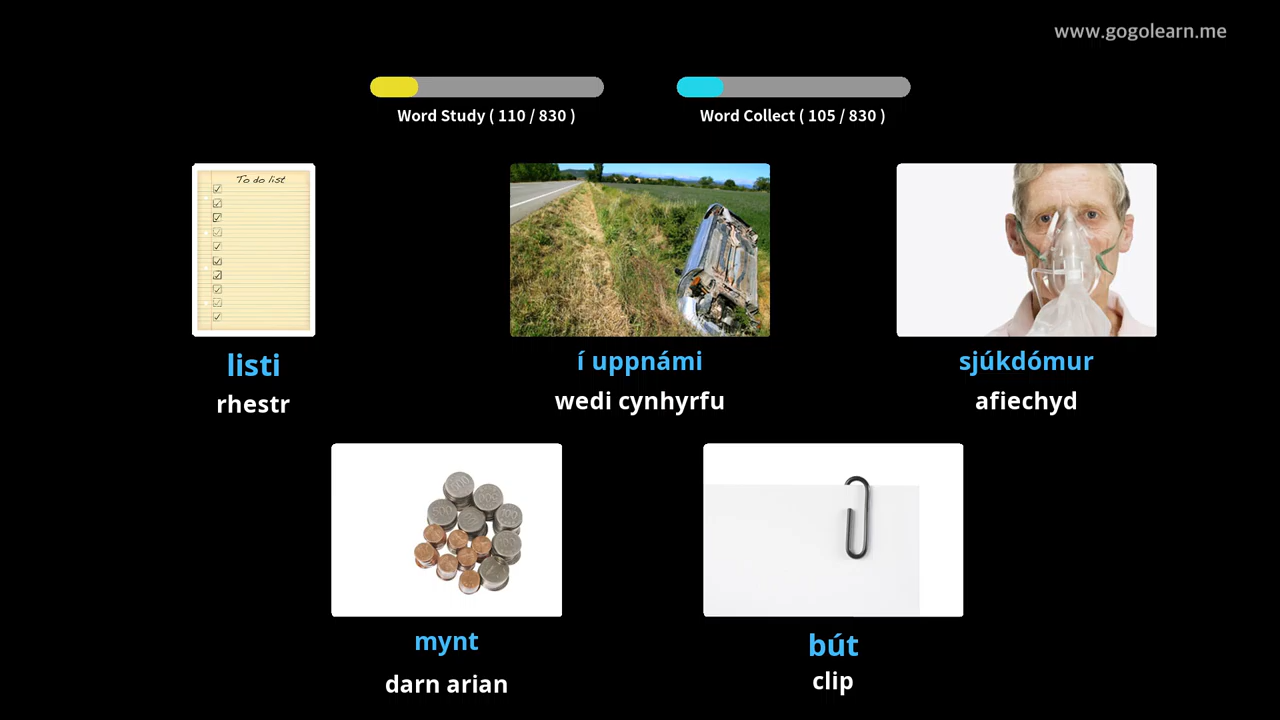 www.gogolearn.me
Word Study ( 110 / 830 )
Word Collect ( 105 / 830 )
To do list
listi
rhestr
í uppnámi
wedi cynhyrfu
sjúkdómur
afiechyd
mynt
darn arian
bút
clip